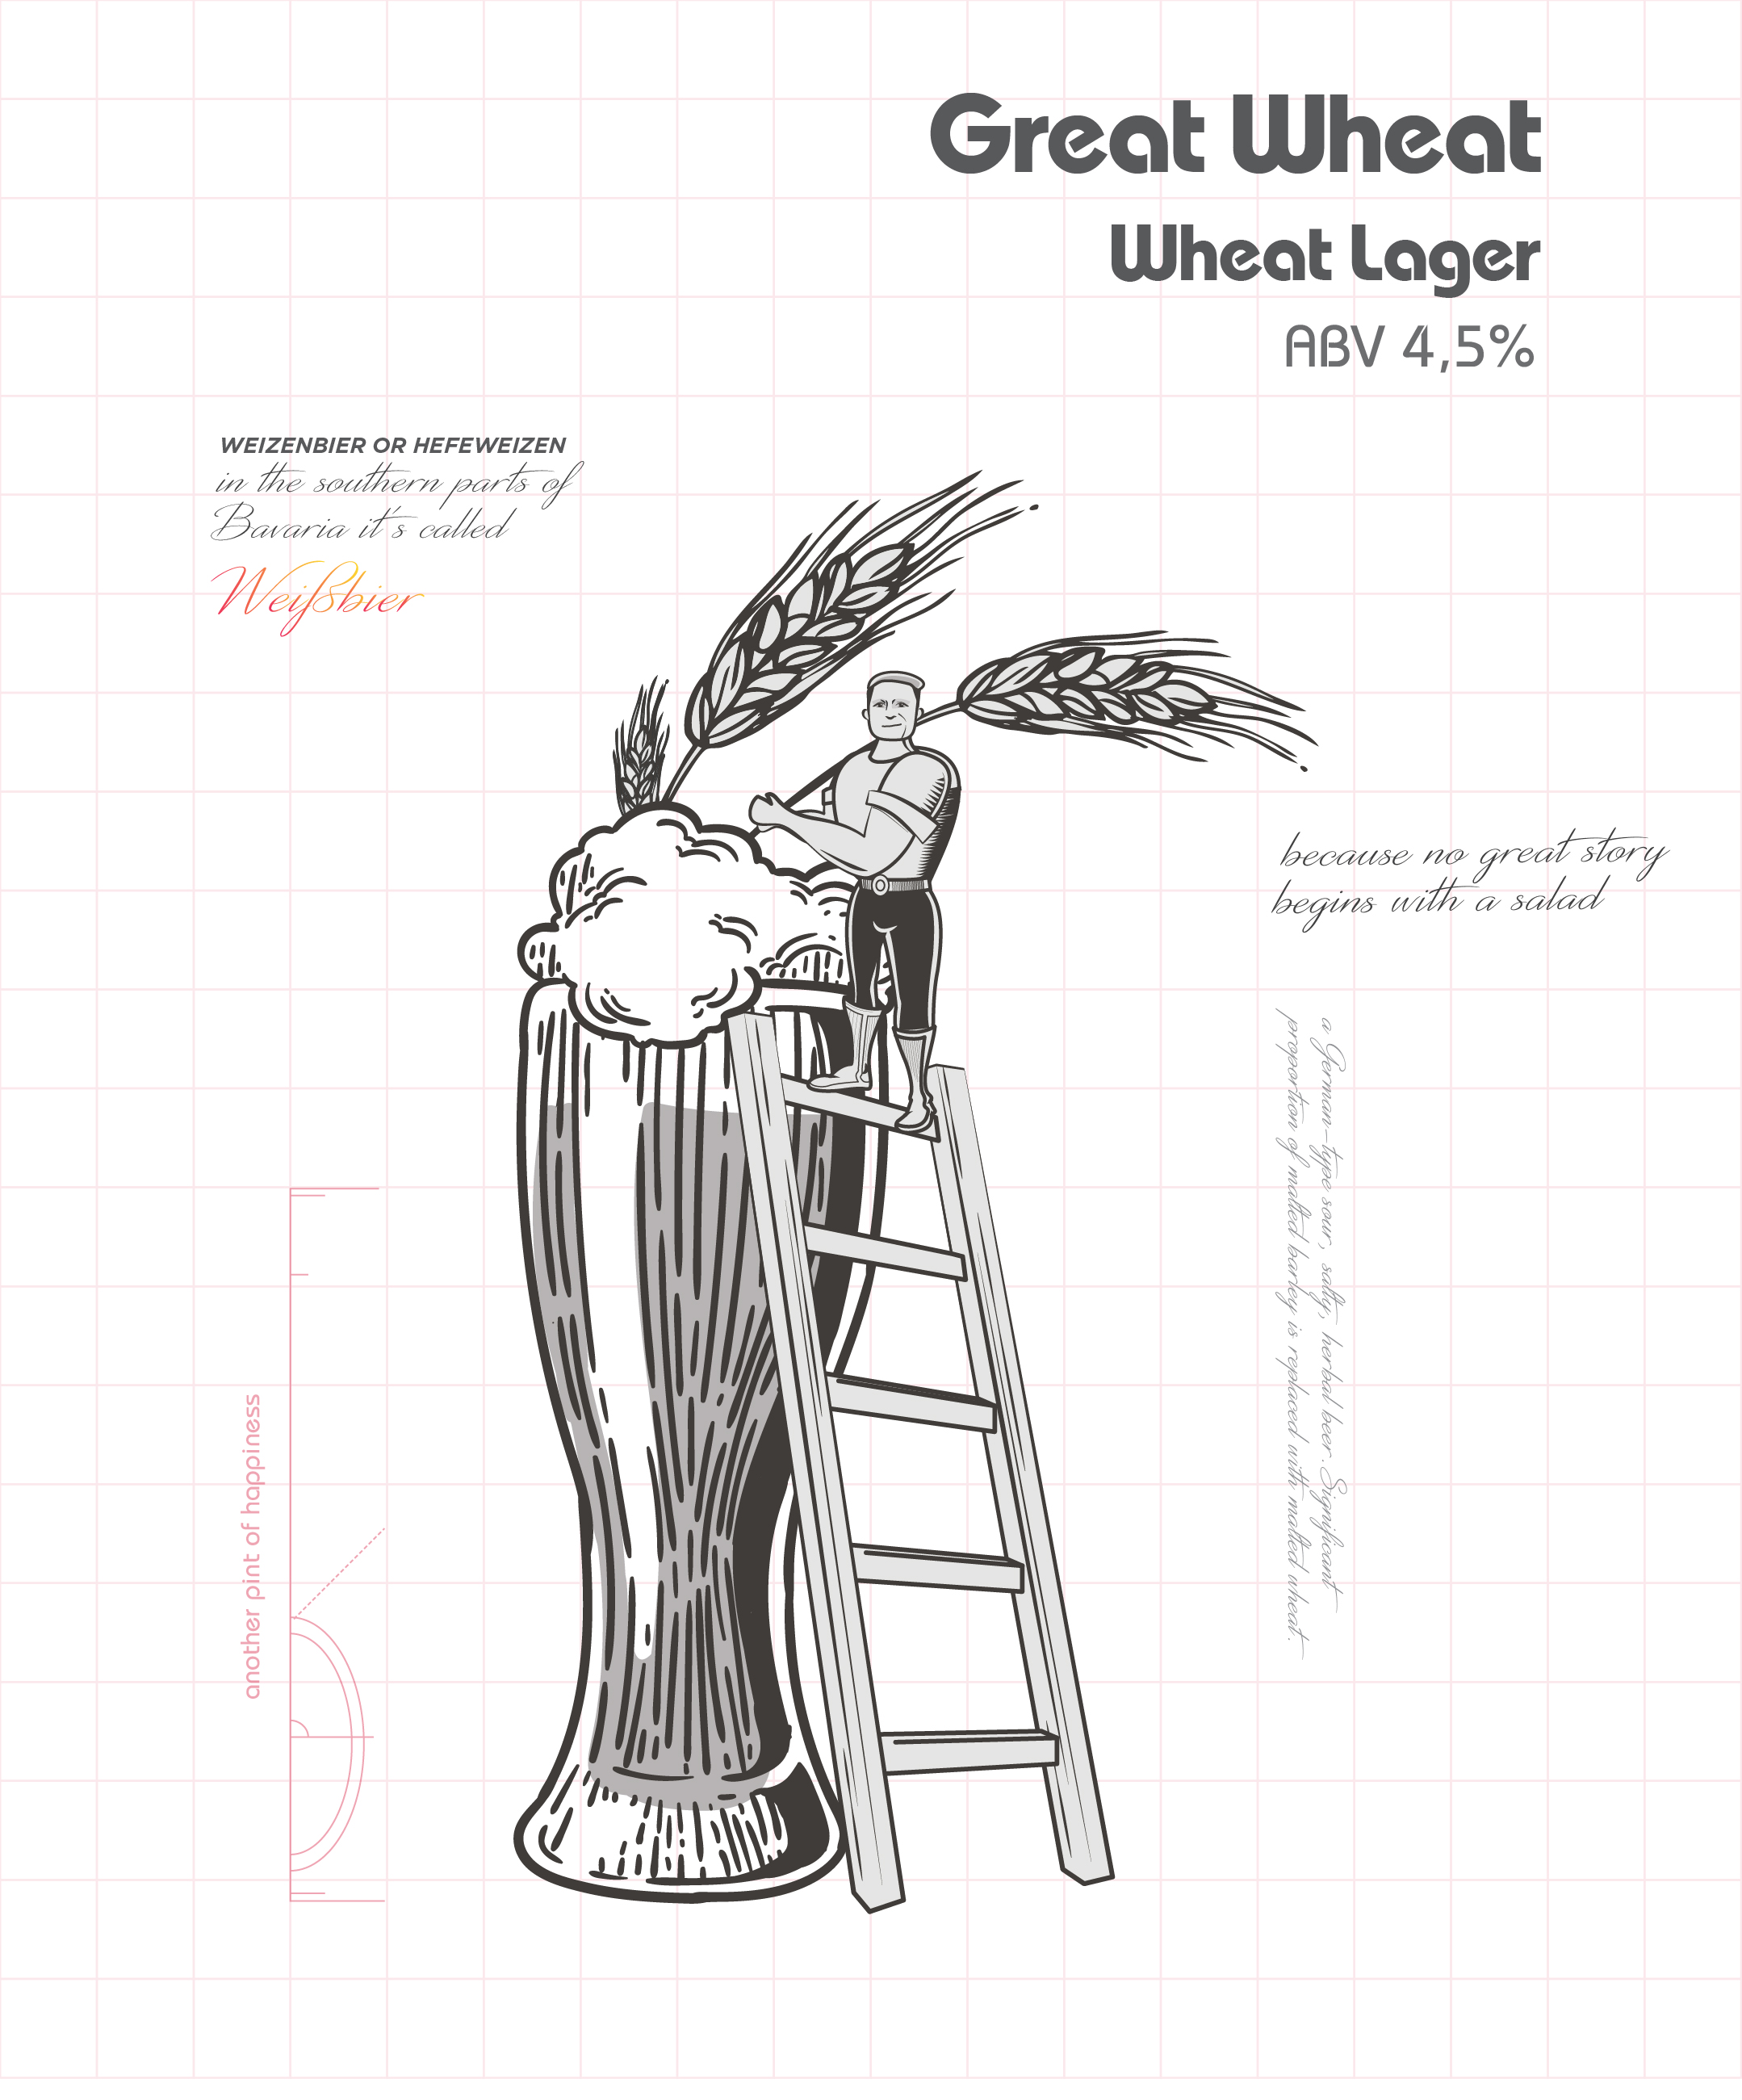 Great Wheat
Wheat Lager
ABV 4,5%
WEIZENBIER OR HEFEWEIZEN
in the southern parts of
Bavaria it's called
Weißbier
because no great story
begins with a salad
a German-type sour, salty, herbal beer. Significant
proportion of malted barley is replaced with malted wheat.
another pint of happiness